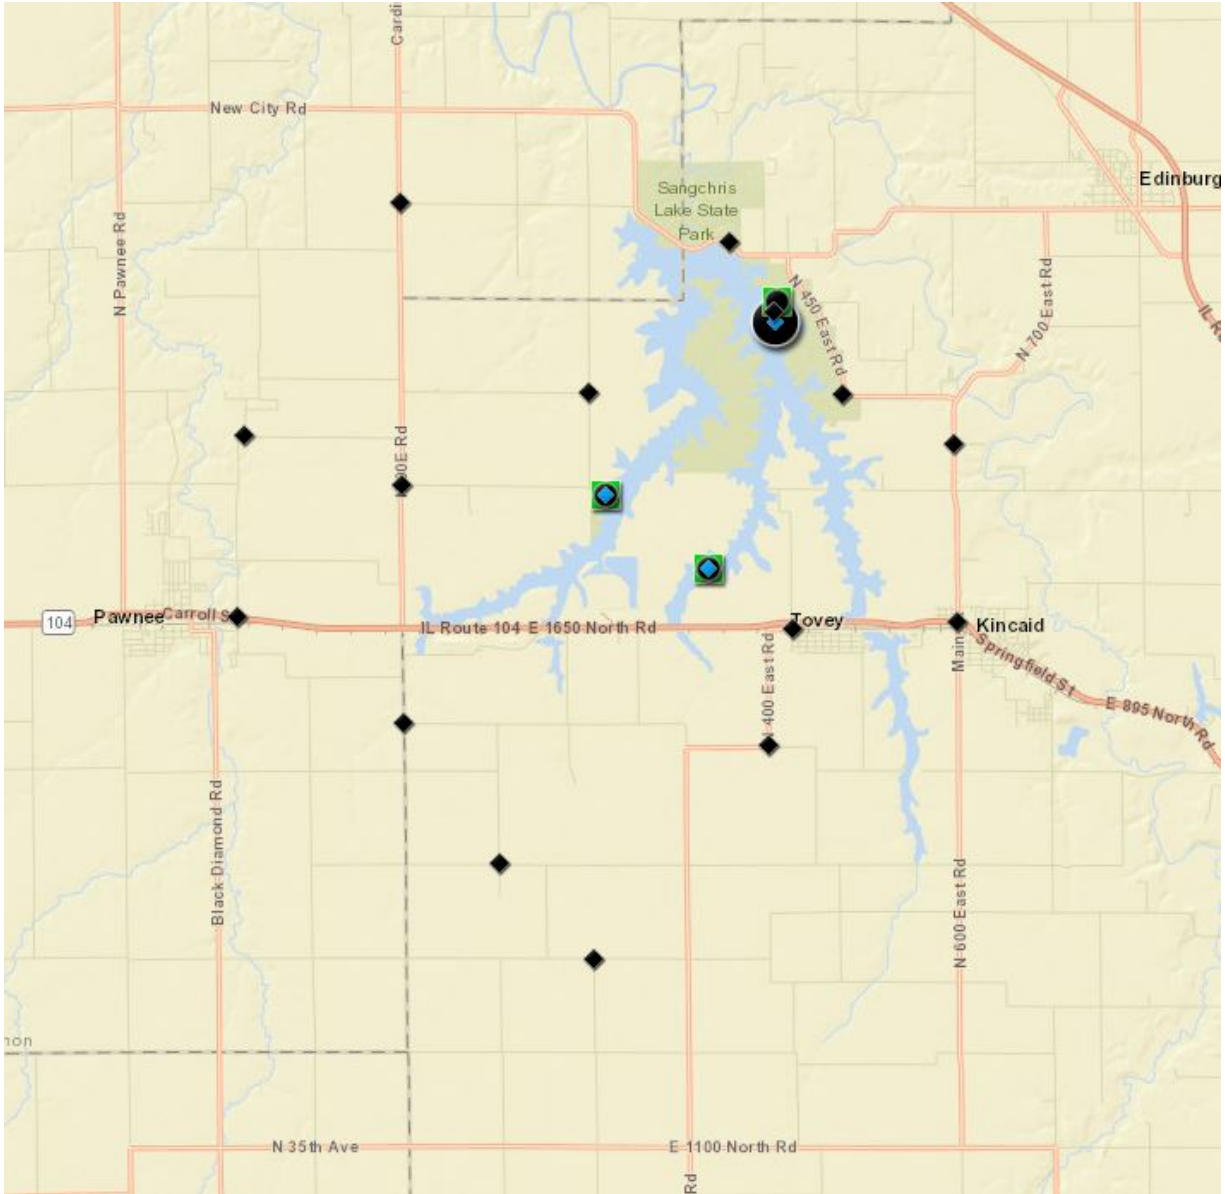 Cardi
New City Rd
Edinburg
Sangchris
Lake State
Park
N Pawnee Rd
N 450 East Rd
N 700 East Rd
IL R
90E Rd
104
Pawnee
Carroll S
IL Route 104 E 1650 North Rd
Tovey
Kincaid
Main
Springfield St
E 895 North Rd
400 East Rd
Black Diamond Rd
N 600 East Rd
non
N 35th Ave
E 1100 North Rd
Rd